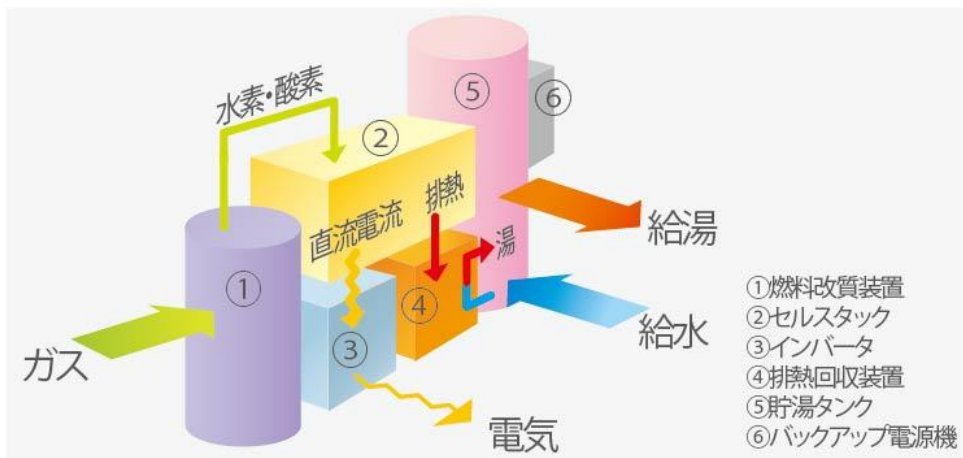 水素・酸素
①
②
③
④
⑤
⑥
直流電流
排熱
湯
ガス
電気
給湯
給水
①燃料改質装置
②セルスタック
③インバータ
④排熱回収装置
⑤貯湯タンク
⑥バックアップ電源機